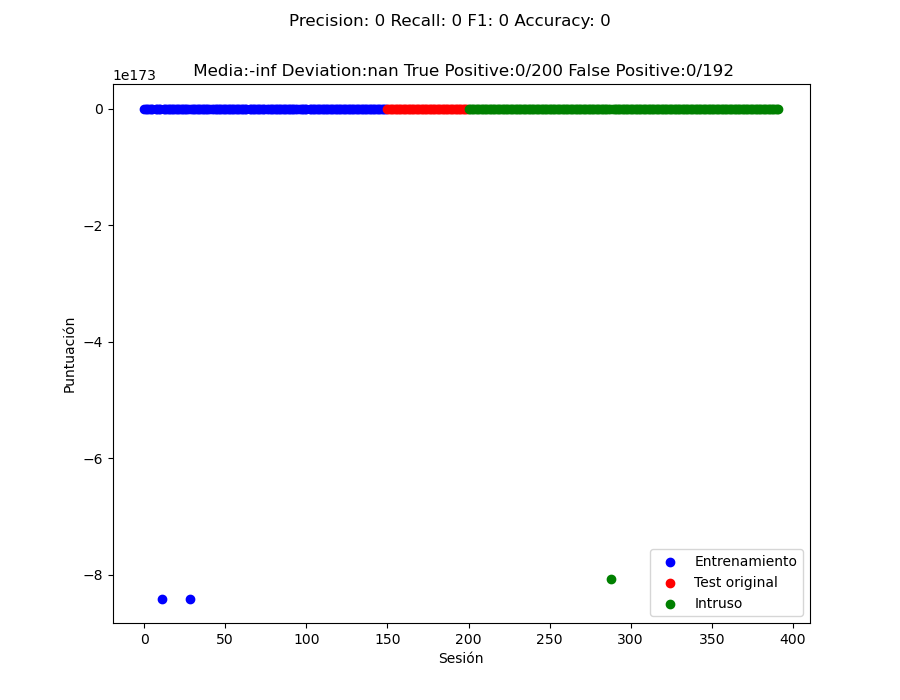 Precision: 0 Recall: 0 F1: 0 Accuracy: 0
Media:-inf Deviation:nan True Positive:0/200 False Positive:0/192
1e173
0
−2
−4
−6
−8
Puntuación
0 50 100 150 200 250 300 350 400
Sesión
Entrenamiento
Test original
Intruso